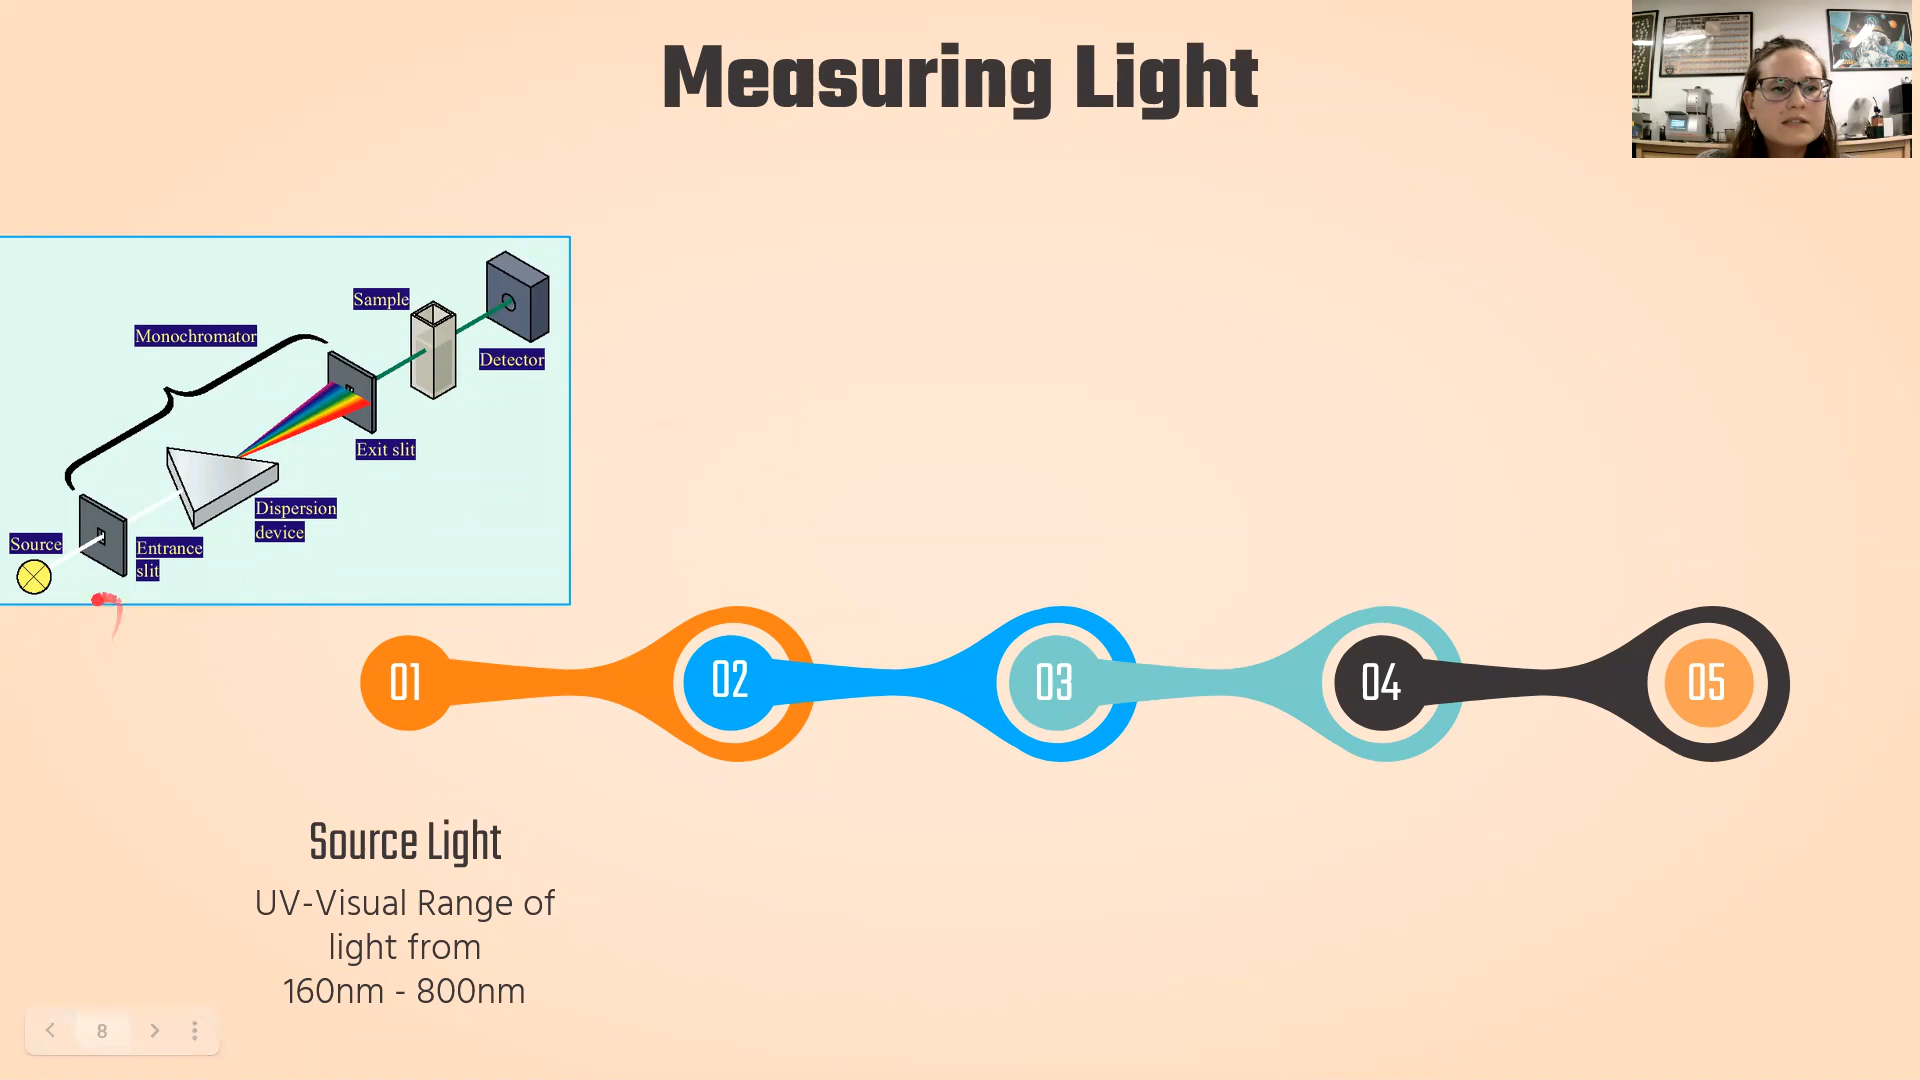 Measuring Light
Sample
Monochromator
Detector
Exit slit
Dispersion
device
Source
Entrance
slit
01
02
03
04
05
Source Light
UV-Visual Range of
light from
160nm - 800nm
8